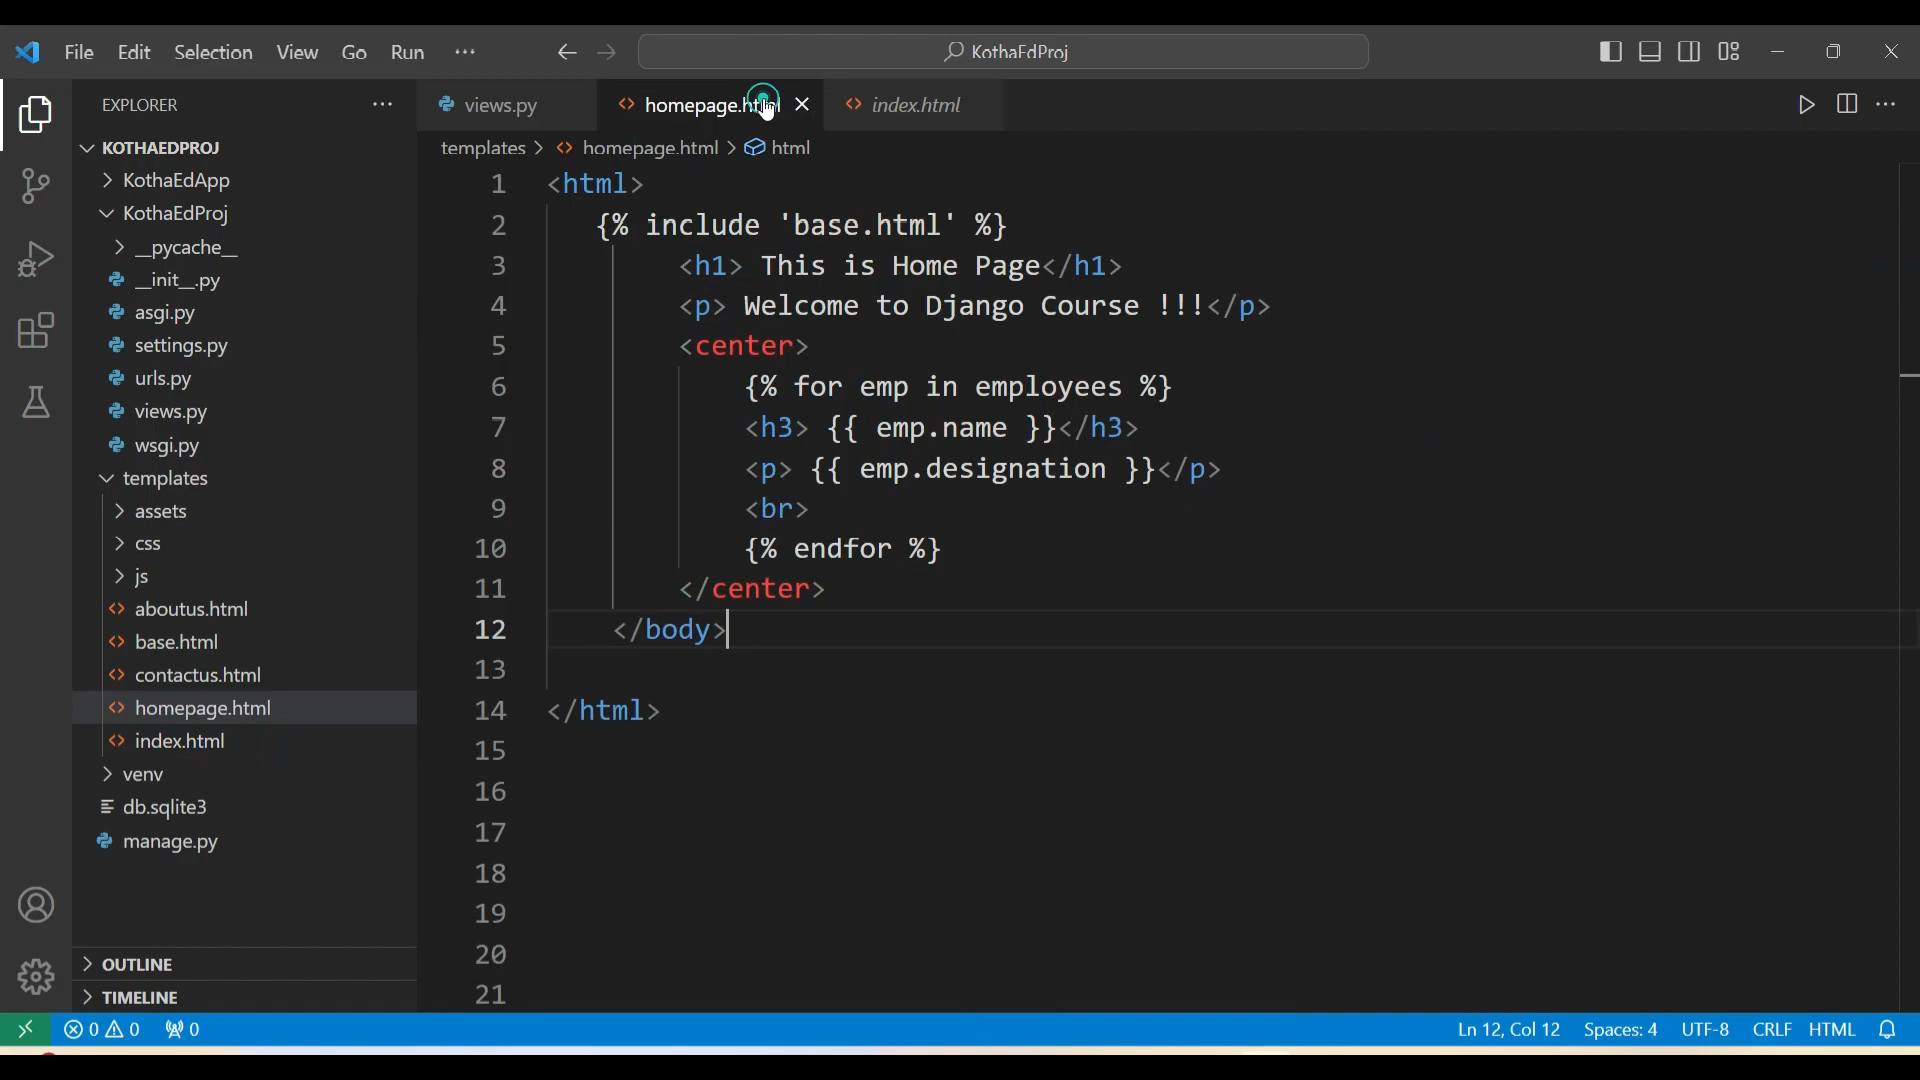 File Edit Selection View Go Run ··· KothaEdProj
EXPLORER ···
views.py homepage.html index.html
templates > homepage.html > html
KOTHAEDPROJ
KothaEdApp
KothaEdProj
__pycache__
__init__.py
asgi.py
settings.py
urls.py
views.py
wsgi.py
templates
assets
css
js
aboutus.html
base.html
contactus.html
homepage.html
index.html
venv
db.sqlite3
manage.py
OUTLINE
TIMELINE
1 <html>
2 {% include 'base.html' %}
3 <h1> This is Home Page</h1>
4 <p> Welcome to Django Course !!!</p>
5 <center>
6 {% for emp in employees %}
7 <h3> {{ emp.name }}</h3>
8 <p> {{ emp.designation }}</p>
9 <br>
10 {% endfor %}
11 </center>
12 </body>
13
14 </html>
15
16
17
18
19
20
21
0 0 0 Ln 12, Col 12 Spaces: 4 UTF-8 CRLF HTML